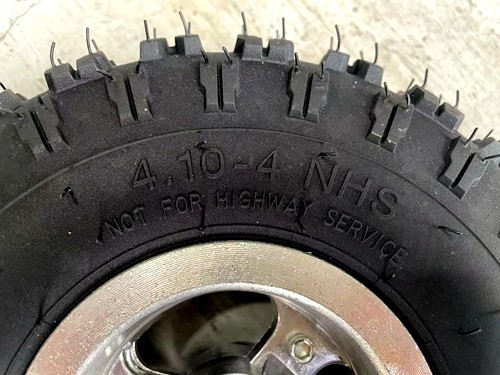 4.10-4 NHS
NOT FOR HIGHWAY SERVICE